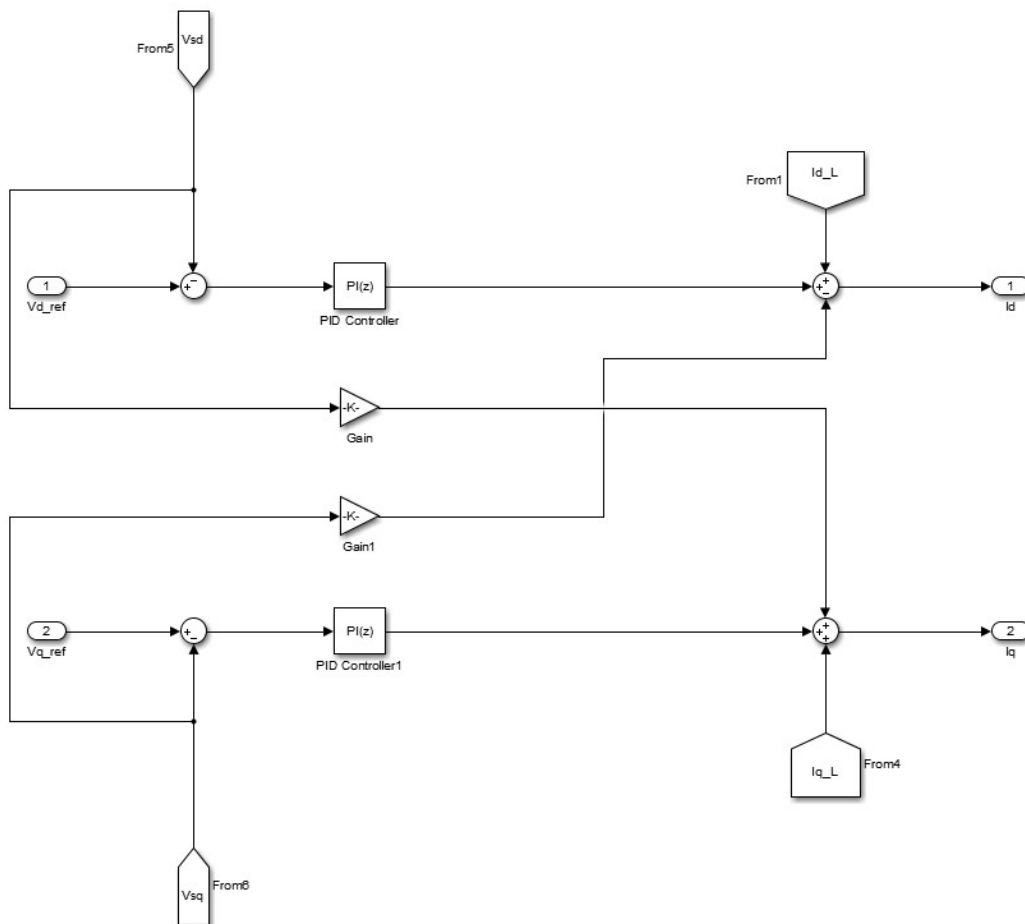 Vsd
From5
Id_L
From1
+
−
1
Vd_ref
+
−
PI(z)
PID Controller
+
+
−
1
Id
-K-
Gain
-K-
Gain1
2
Vq_ref
+
−
PI(z)
PID Controller1
+
+
+
2
Iq
Iq_L
From4
Vsq
From6